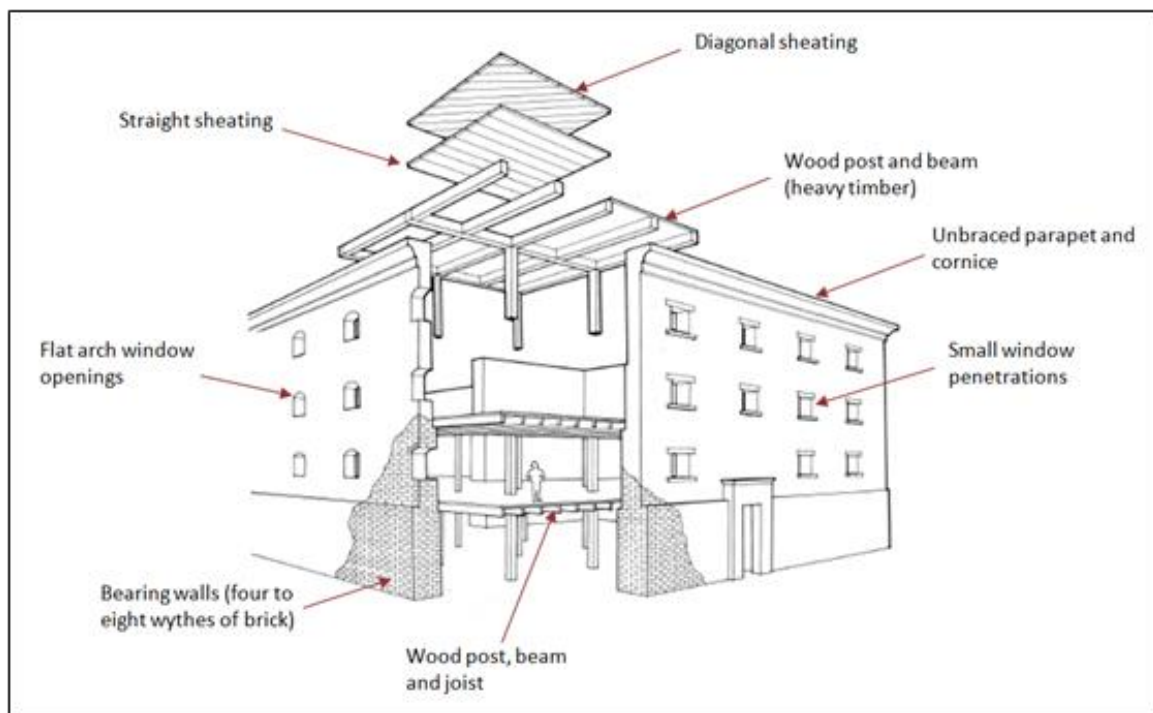 Diagonal sheating
Straight sheating
Wood post and beam
(heavy timber)
Unbraced parapet and
cornice
Flat arch window
openings
Small window
penetrations
Bearing walls (four to
eight wythes of brick)
Wood post, beam
and joist